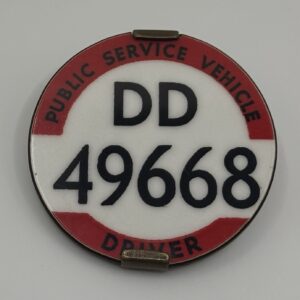 PUBLIC SERVICE VEHICLE
DD
49668
DRIVER